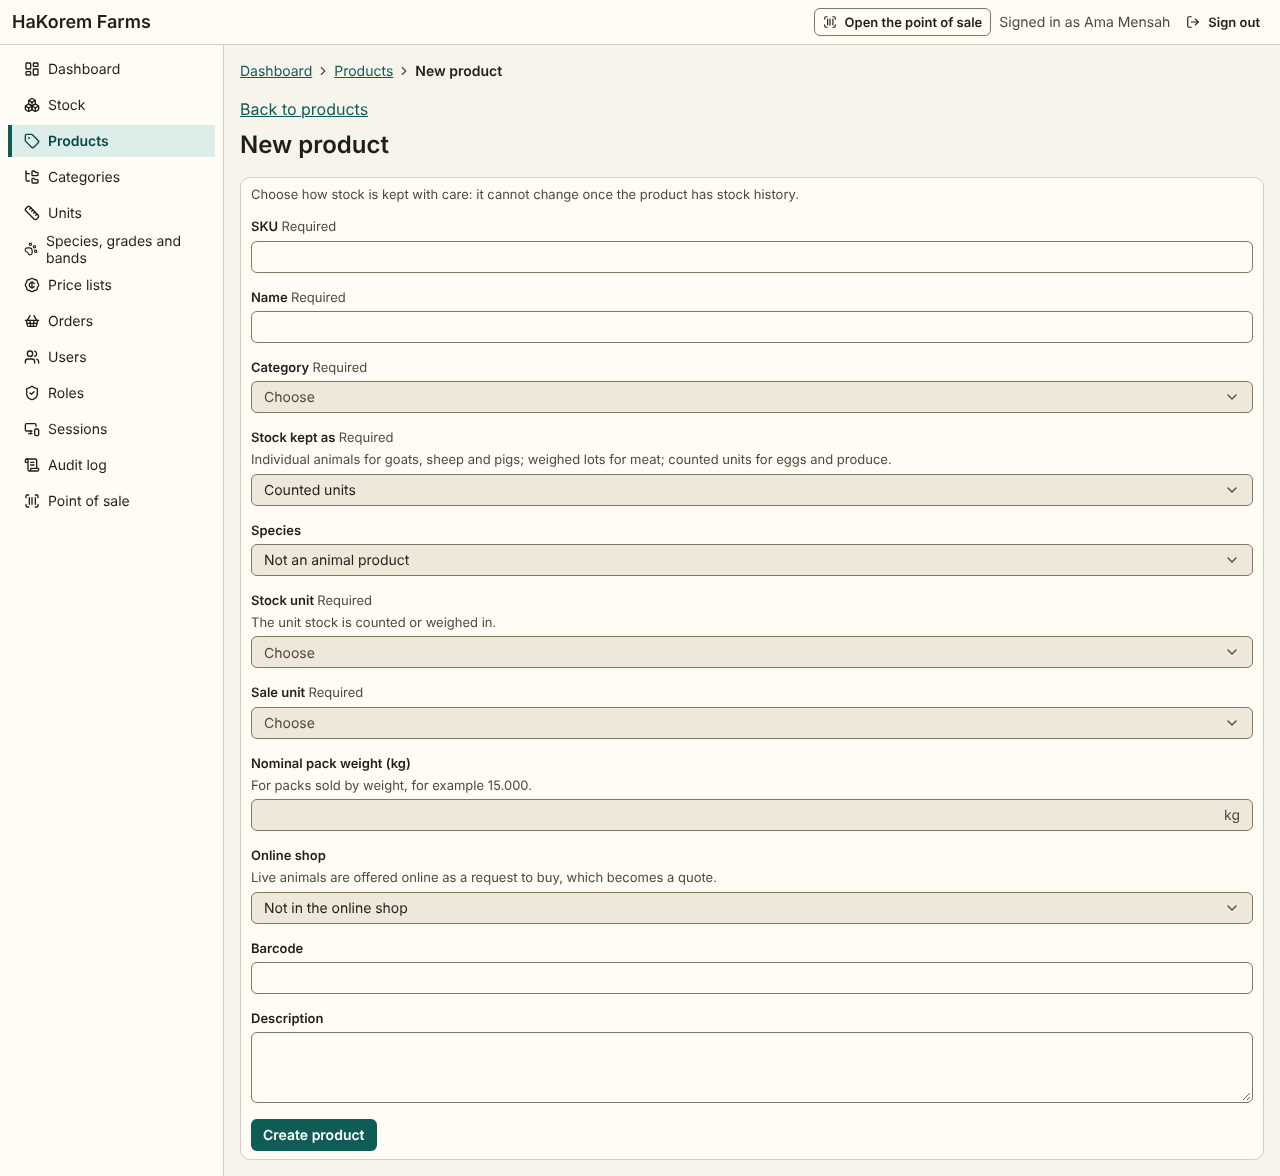 HaKorem Farms
Open the point of sale
Signed in as Ama Mensah
Sign out
Dashboard
Stock
Products
Categories
Units
Species, grades and
bands
Price lists
Orders
Users
Roles
Sessions
Audit log
Point of sale
Dashboard > Products > New product
Back to products
New product
Choose how stock is kept with care: it cannot change once the product has stock history.
SKU Required
Name Required
Category Required
Choose
Stock kept as Required
Individual animals for goats, sheep and pigs; weighed lots for meat; counted units for eggs and produce.
Counted units
Species
Not an animal product
Stock unit Required
The unit stock is counted or weighed in.
Choose
Sale unit Required
Choose
Nominal pack weight (kg)
For packs sold by weight, for example 15.000.
kg
Online shop
Live animals are offered online as a request to buy, which becomes a quote.
Not in the online shop
Barcode
Description
Create product